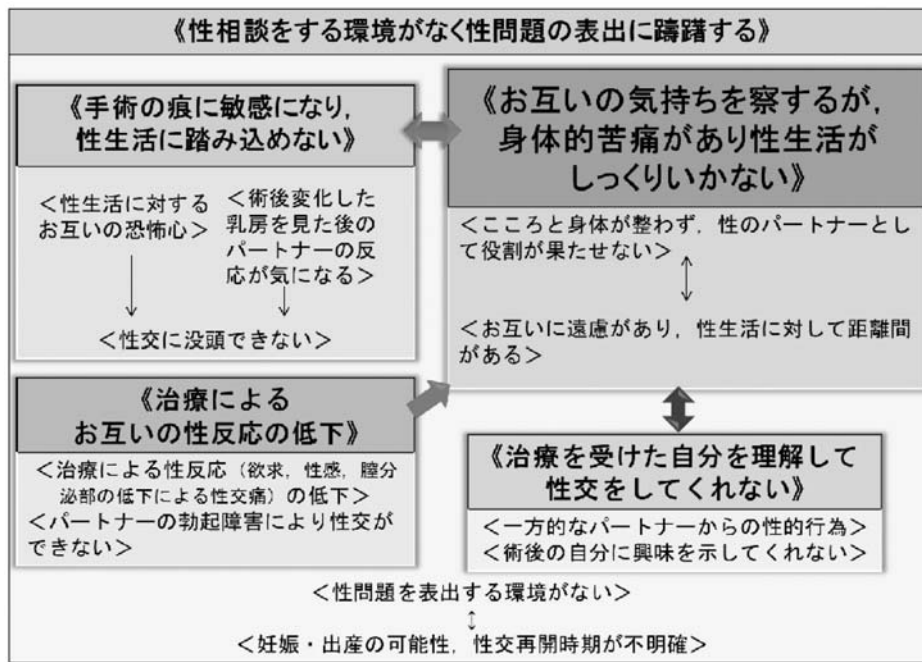 《性相談をする環境がなく性問題の表出に躊躇する》
《手術の痕に敏感になり，
性生活に踏み込めない》
＜性生活に対する
お互いの恐怖心＞
＜術後変化した
乳房を見た後の
パートナーの反
応が気になる＞
＜性交に没頭できない＞
《お互いの気持ちを察するが，
身体的苦痛があり性生活が
しっくりいかない》
＜こころと身体が整わず，性のパートナーとし
て役割が果たせない＞
＜お互いに遠慮があり，性生活に対して距離間
がある＞
《治療による
お互いの性反応の低下》
＜治療による性反応（欲求，性感，膣分
泌部の低下による性交痛）の低下＞
＜パートナーの勃起障害により性交が
できない＞
《治療を受けた自分を理解して
性交をしてくれない》
＜一方的なパートナーからの性的行為＞
＜術後の自分に興味を示してくれない＞
＜性問題を表出する環境がない＞
＜妊娠・出産の可能性，性交再開時期が不明確＞